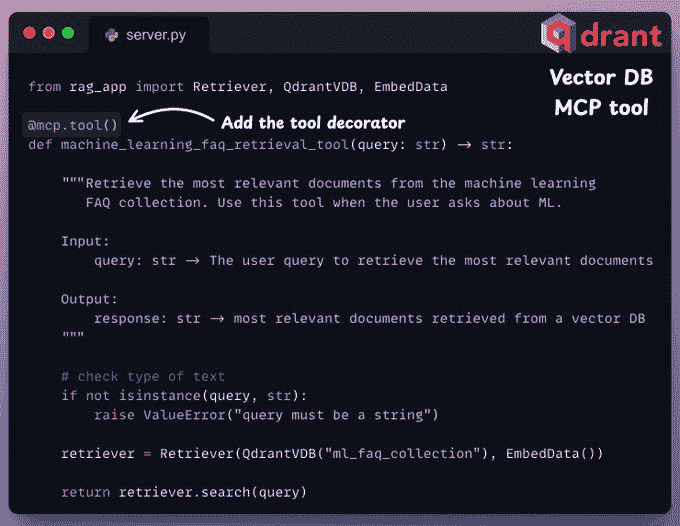 server.py
qdrant
Vector DB
MCP tool
from rag_app import Retriever, QdrantVDB, EmbedData
@mcp.tool()
Add the tool decorator
def machine_learning_faq_retrieval_tool(query: str) → str:
"""Retrieve the most relevant documents from the machine learning
FAQ collection. Use this tool when the user asks about ML.
Input:
query: str → The user query to retrieve the most relevant documents
Output:
response: str → most relevant documents retrieved from a vector DB
"""
# check type of text
if not isinstance(query, str):
raise ValueError("query must be a string")
retriever = Retriever(QdrantVDB("ml_faq_collection"), EmbedData())
return retriever.search(query)